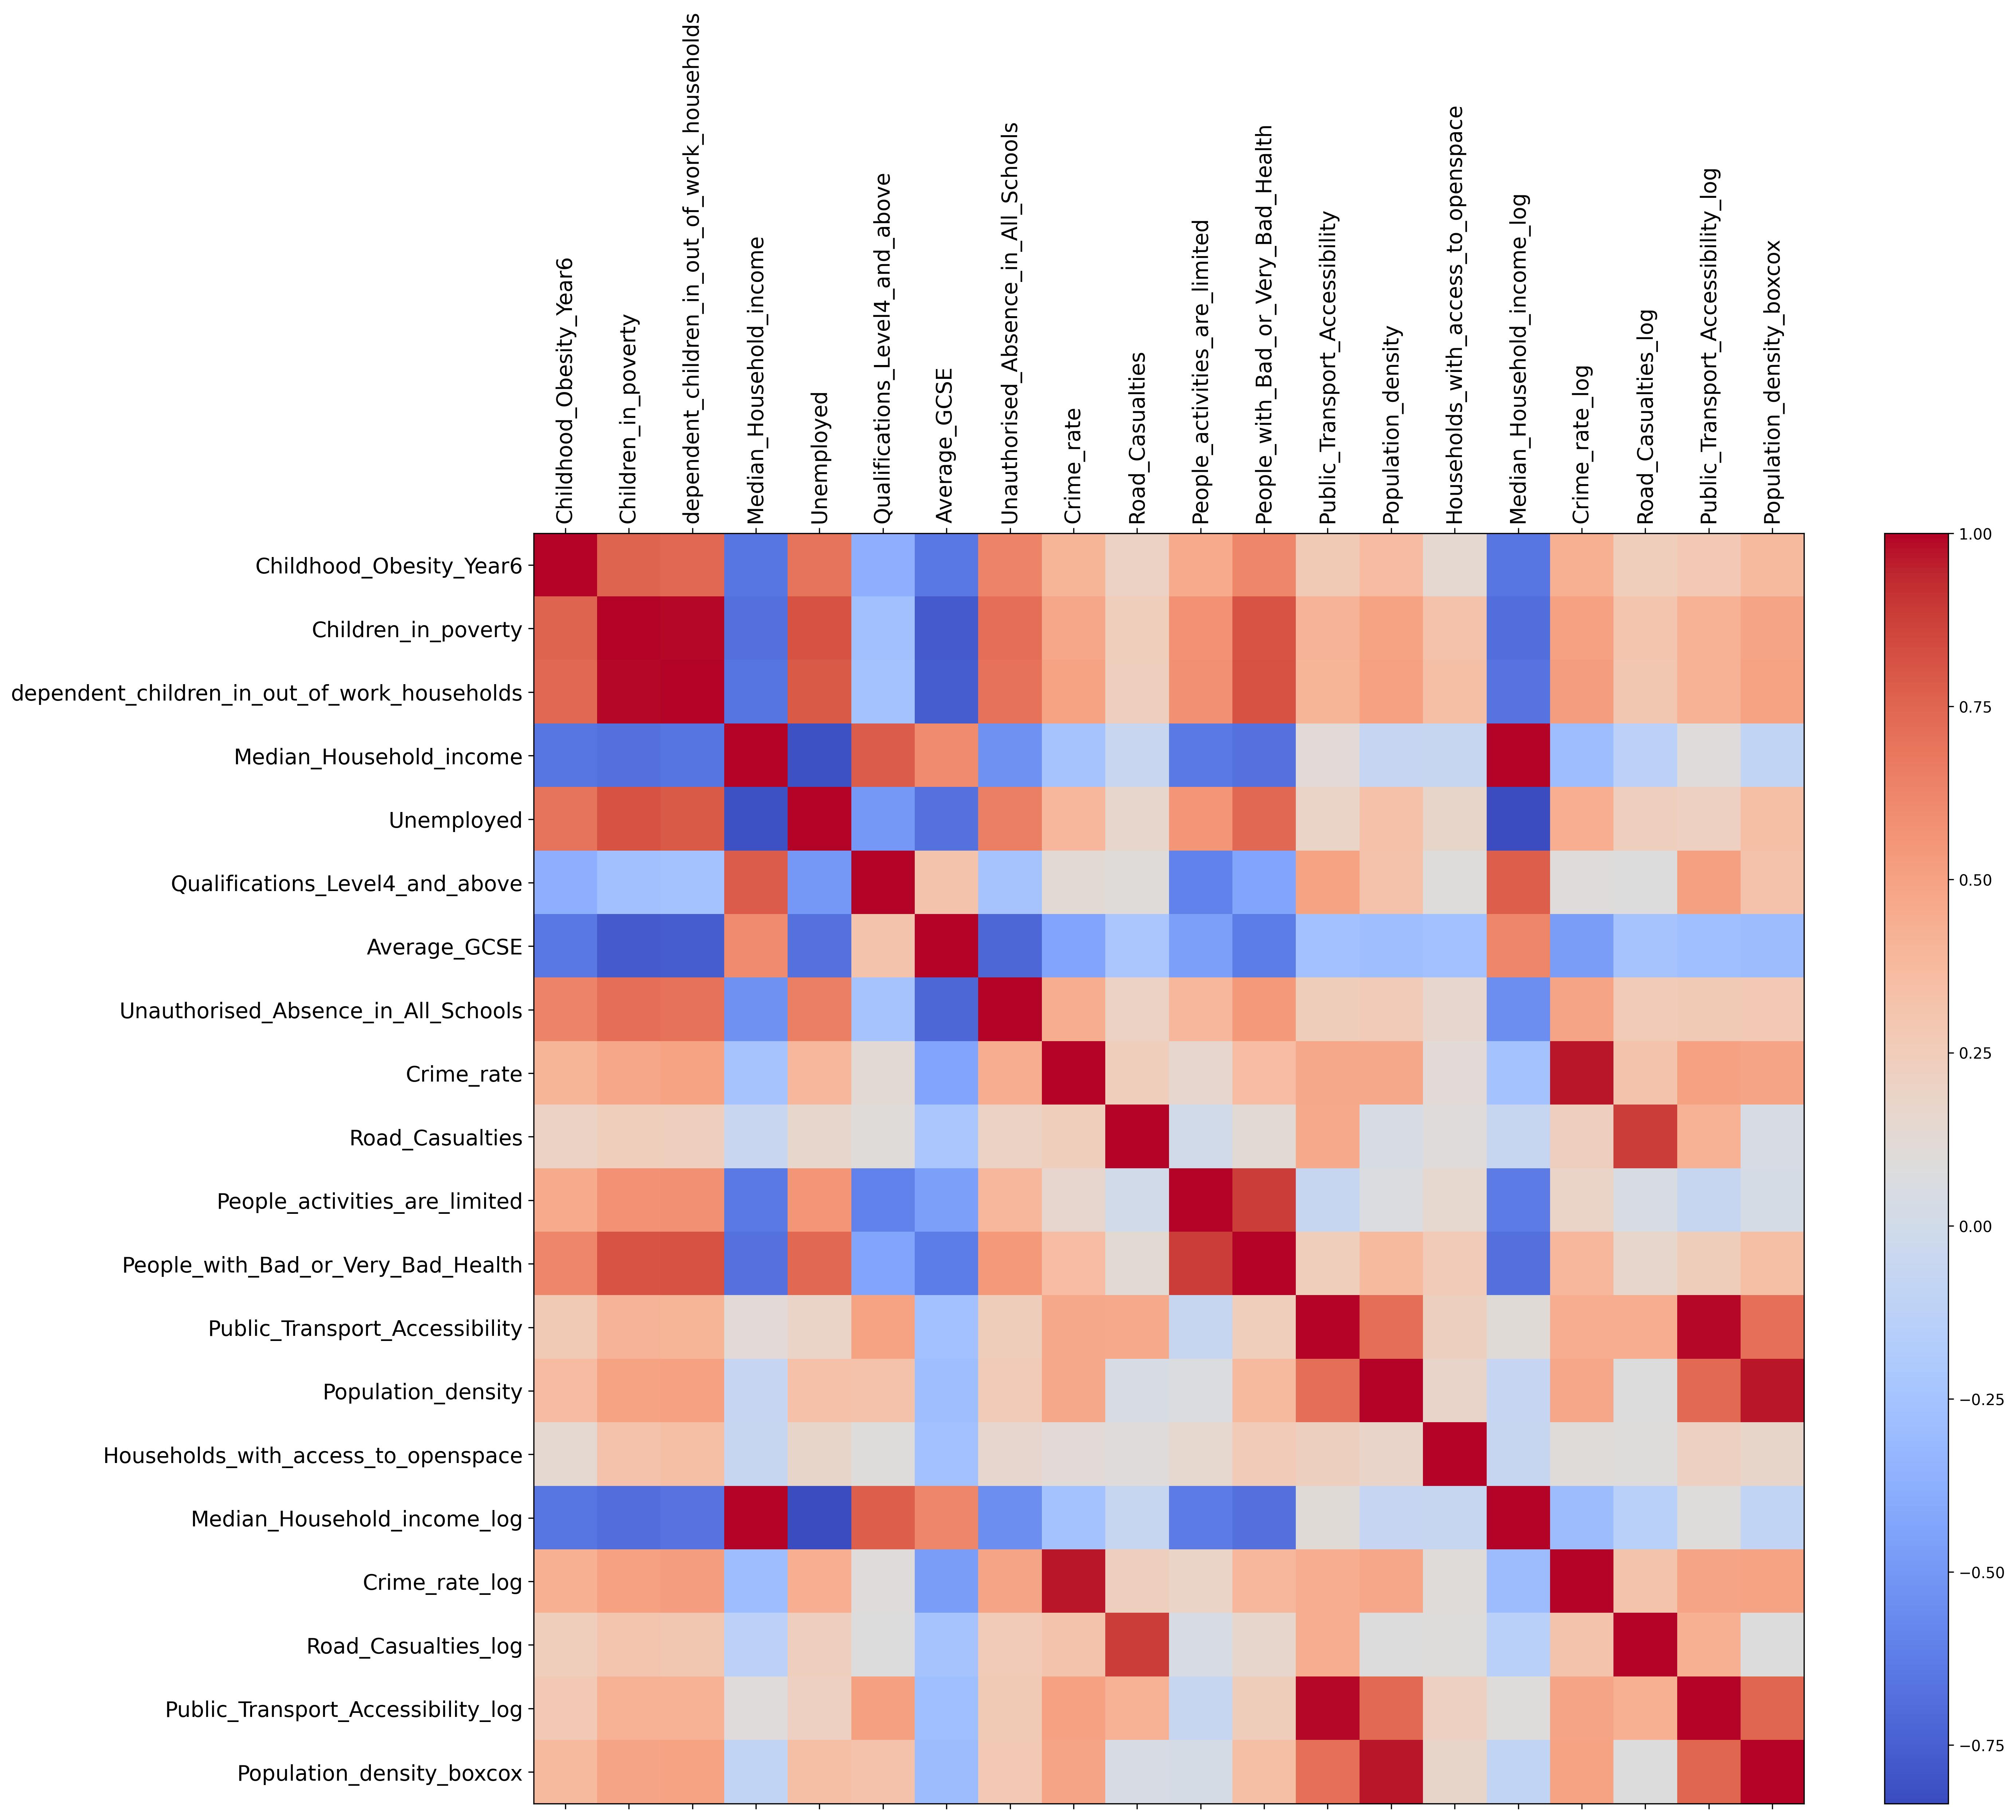 Childhood_Obesity_Year6
Children_in_poverty
dependent_children_in_out_of_work_households
Median_Household_income
Unemployed
Qualifications_Level4_and_above
Average_GCSE
Unauthorised_Absence_in_All_Schools
Crime_rate
Road_Casualties
People_activities_are_limited
People_with_Bad_or_Very_Bad_Health
Public_Transport_Accessibility
Population_density
Households_with_access_to_openspace
Median_Household_income_log
Crime_rate_log
Road_Casualties_log
Public_Transport_Accessibility_log
Population_density_boxcox
Childhood_Obesity_Year6
Children_in_poverty
dependent_children_in_out_of_work_households
Median_Household_income
Unemployed
Qualifications_Level4_and_above
Average_GCSE
Unauthorised_Absence_in_All_Schools
Crime_rate
Road_Casualties
People_activities_are_limited
People_with_Bad_or_Very_Bad_Health
Public_Transport_Accessibility
Population_density
Households_with_access_to_openspace
Median_Household_income_log
Crime_rate_log
Road_Casualties_log
Public_Transport_Accessibility_log
Population_density_boxcox
1.00
0.75
0.50
0.25
0.00
−0.25
−0.50
−0.75